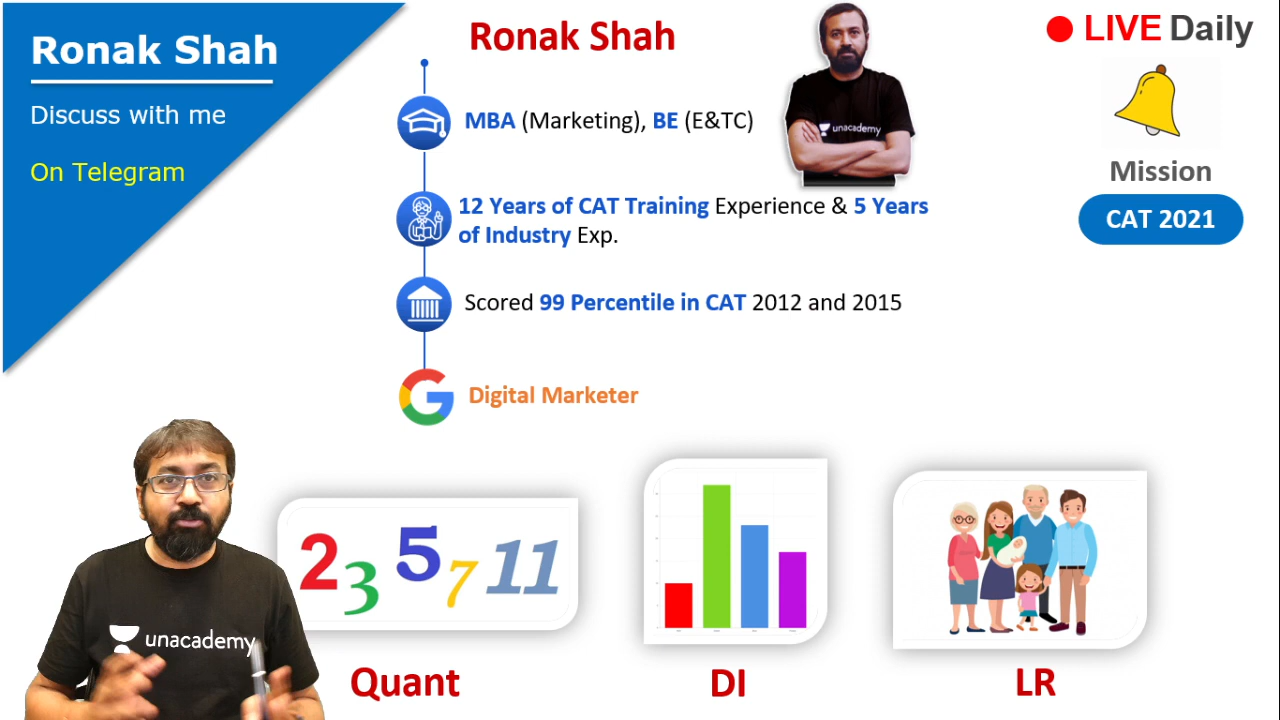 Ronak Shah
Discuss with me
On Telegram
Ronak Shah
MBA (Marketing), BE (E&TC)
12 Years of CAT Training Experience & 5 Years
of Industry Exp.
Scored 99 Percentile in CAT 2012 and 2015
G
Digital Marketer
unacademy
LIVE Daily
Mission
CAT 2021
unacademy
2 3 5 7 11
Quant
DI
LR